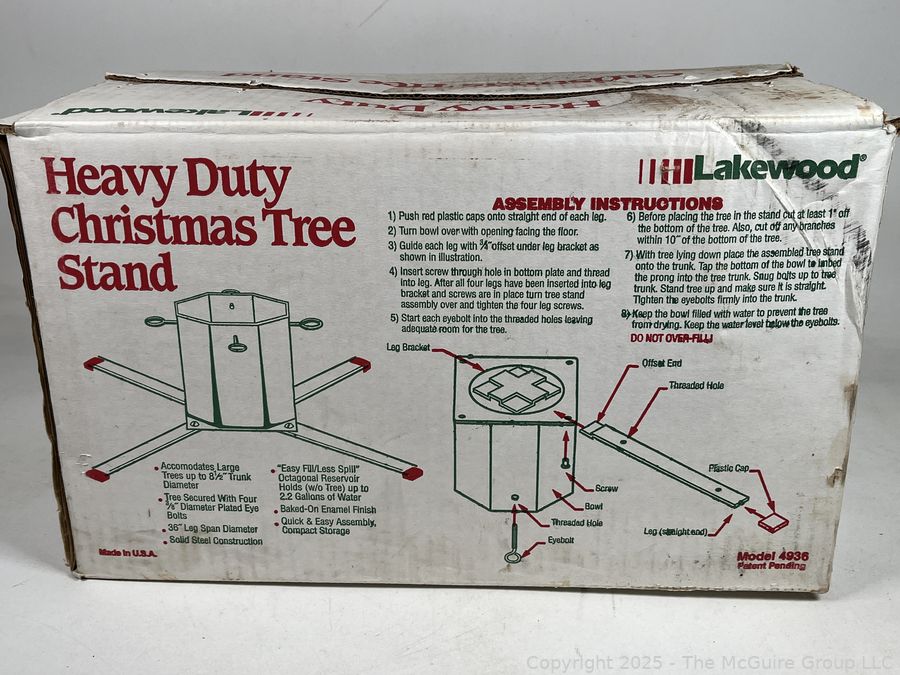 Christmas Tree Stand
Heavy Duty
Lakewood
Heavy Duty
Christmas Tree
Stand
Lakewood®
ASSEMBLY INSTRUCTIONS
1) Push red plastic caps onto straight end of each leg.
2) Turn bowl over with opening facing the floor.
3) Guide each leg with ¾" offset under leg bracket as
shown in illustration.
4) Insert screw through hole in bottom plate and thread
into leg. After all four legs have been inserted into leg
bracket and screws are in place turn tree stand
assembly over and tighten the four leg screws.
5) Start each eyebolt into the threaded holes leaving
adequate room for the tree.
6) Before placing the tree in the stand cut at least 1" off
the bottom of the tree. Also, cut off any branches
within 10" of the bottom of the tree.
7) With tree lying down place the assembled tree stand
onto the trunk. Tap the bottom of the bowl to imbed
the prong into the tree trunk. Snug bolts up to tree
trunk. Stand tree up and make sure it is straight.
Tighten the eyebolts firmly into the trunk.
8) Keep the bowl filled with water to prevent the tree
from drying. Keep the water level below the eyebolts.
DO NOT OVER-FILL!
Leg Bracket
Offset End
Threaded Hole
Plastic Cap
Screw
Bowl
Threaded Hole
Eyebolt
Leg (straight end)
• Accomodates Large
Trees up to 8½" Trunk
Diameter
• Tree Secured With Four
⅜" Diameter Plated Eye
Bolts
• 36" Leg Span Diameter
• Solid Steel Construction
• "Easy Fill/Less Spill"
Octagonal Reservoir
Holds (w/o Tree) up to
2.2 Gallons of Water
• Baked-On Enamel Finish
• Quick & Easy Assembly,
Compact Storage
Made in U.S.A.
Model 4936
Patent Pending
Copyright 2025 - The McGuire Group LLC